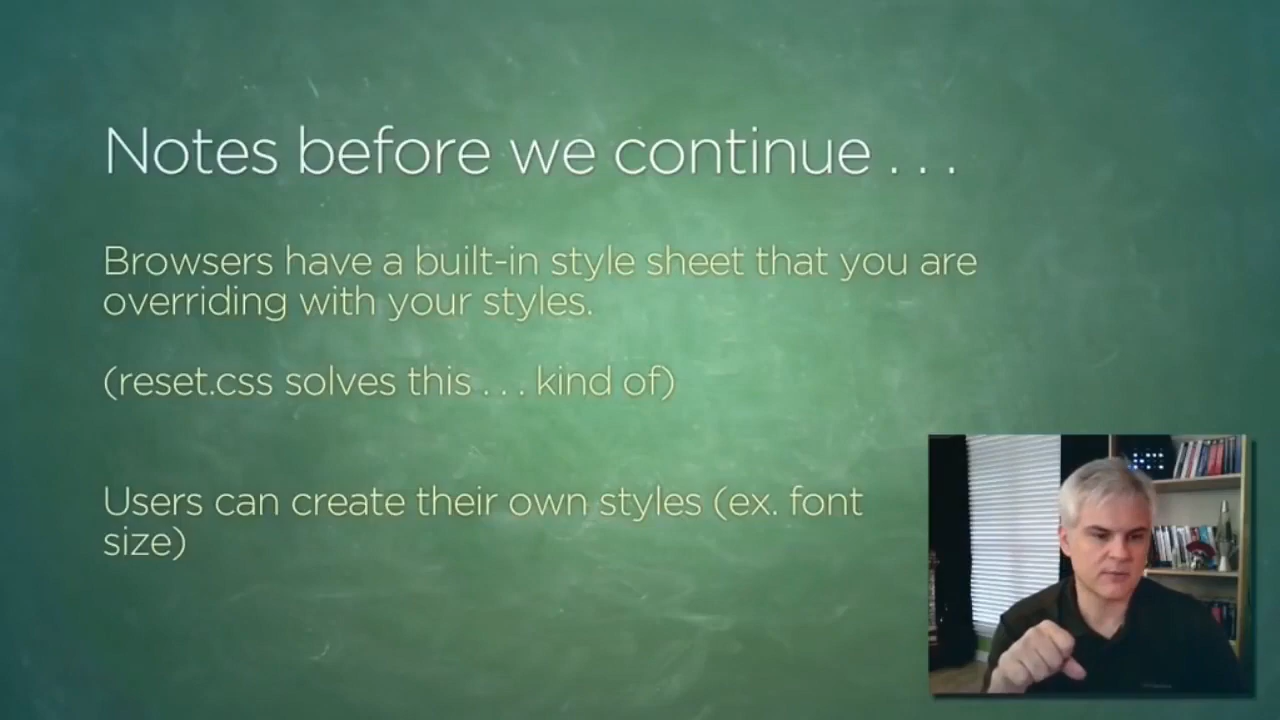 Notes before we continue . . .
Browsers have a built-in style sheet that you are
overriding with your styles.
(reset.css solves this . . . kind of)
Users can create their own styles (ex. font
size)